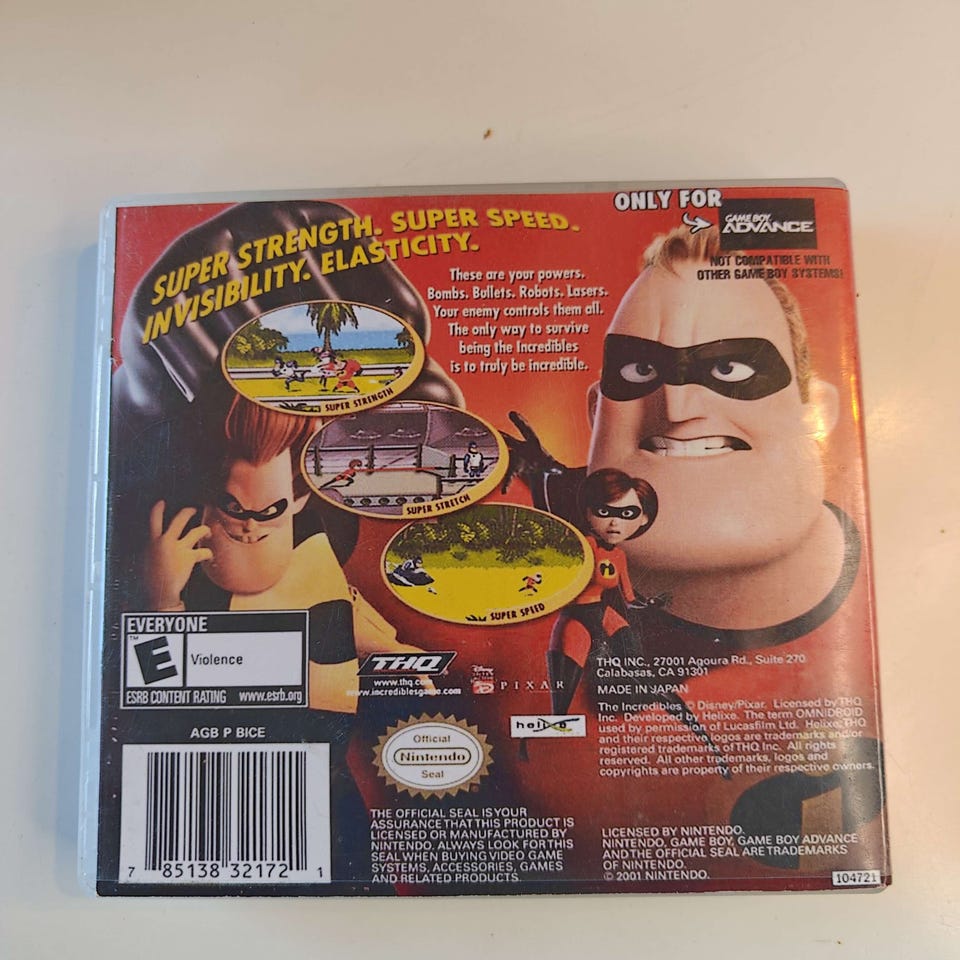 SUPER STRENGTH. SUPER SPEED.
INVISIBILITY. ELASTICITY.
ONLY FOR
GAME BOY
ADVANCE
NOT COMPATIBLE WITH
OTHER GAME BOY SYSTEMS!
These are your powers.
Bombs. Bullets. Robots. Lasers.
Your enemy controls them all.
The only way to survive
being the Incredibles
is to truly be incredible.
SUPER STRENGTH
SUPER STRETCH
SUPER SPEED
EVERYONE
E
TM
Violence
ESRB CONTENT RATING www.esrb.org
THQ
www.thq.com
www.incrediblesgame.com
Disney
PIXAR
helixe
THQ INC., 27001 Agoura Rd., Suite 270
Calabasas, CA 91301
MADE IN JAPAN
The Incredibles © Disney/Pixar. Licensed by THQ
Inc. Developed by Helixe. The term OMNIDROID
used by permission of Lucasfilm Ltd. Helixe, THQ
and their respective logos are trademarks and/or
registered trademarks of THQ Inc. All rights
reserved. All other trademarks, logos and
copyrights are property of their respective owners.
AGB P BICE
7 85138 32172 1
Official
Nintendo
Seal
THE OFFICIAL SEAL IS YOUR
ASSURANCE THAT THIS PRODUCT IS
LICENSED OR MANUFACTURED BY
NINTENDO. ALWAYS LOOK FOR THIS
SEAL WHEN BUYING VIDEO GAME
SYSTEMS, ACCESSORIES, GAMES
AND RELATED PRODUCTS.
LICENSED BY NINTENDO.
NINTENDO, GAME BOY, GAME BOY ADVANCE
AND THE OFFICIAL SEAL ARE TRADEMARKS
OF NINTENDO.
© 2001 NINTENDO.
104721